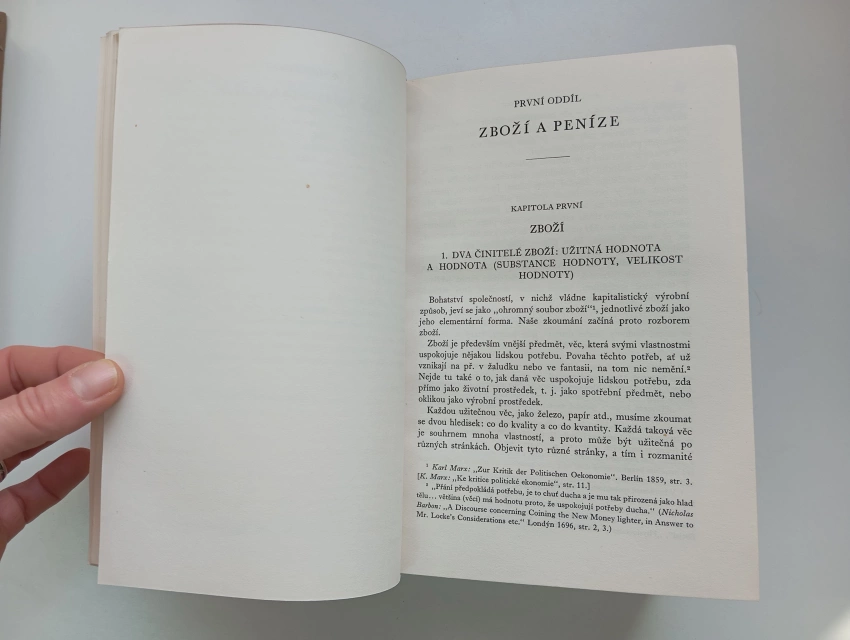 PRVNÍ ODDÍL
ZBOŽÍ A PENÍZE
KAPITOLA PRVNÍ
ZBOŽÍ
1. DVA ČINITELÉ ZBOŽÍ: UŽITNÁ HODNOTA
A HODNOTA (SUBSTANCE HODNOTY, VELIKOST
HODNOTY)
Bohatství společností, v nichž vládne kapitalistický výrobní
způsob, jeví se jako „ohromný soubor zboží“¹, jednotlivé zboží jako
jeho elementární forma. Naše zkoumání začíná proto rozborem
zboží.
Zboží je především vnější předmět, věc, která svými vlastnostmi
uspokojuje nějakou lidskou potřebu. Povaha těchto potřeb, ať už
vznikají na př. v žaludku nebo ve fantasii, na tom nic nemění.²
Nejde tu také o to, jak daná věc uspokojuje lidskou potřebu, zda
přímo jako životní prostředek, t. j. jako spotřební předmět, nebo
oklikou jako výrobní prostředek.
Každou užitečnou věc, jako železo, papír atd., musíme zkoumat
se dvou hledisek: co do kvality a co do kvantity. Každá taková věc
je souhrnem mnoha vlastností, a proto může být užitečná po
různých stránkách. Objevit tyto různé stránky, a tím i rozmanité
¹ Karl Marx: „Zur Kritik der Politischen Oekonomie“. Berlín 1859, str. 3.
[K. Marx: „Ke kritice politické ekonomie“, str. 11.]
² „Přání předpokládá potřebu, je to chuť ducha a je mu tak přirozená jako hlad
tělu... většina (věcí) má hodnotu proto, že uspokojují potřeby ducha.“ (Nicholas
Barbon: „A Discourse concerning Coining the New Money lighter, in Answer to
Mr. Locke's Considerations etc.“ Londýn 1696, str. 2, 3.)